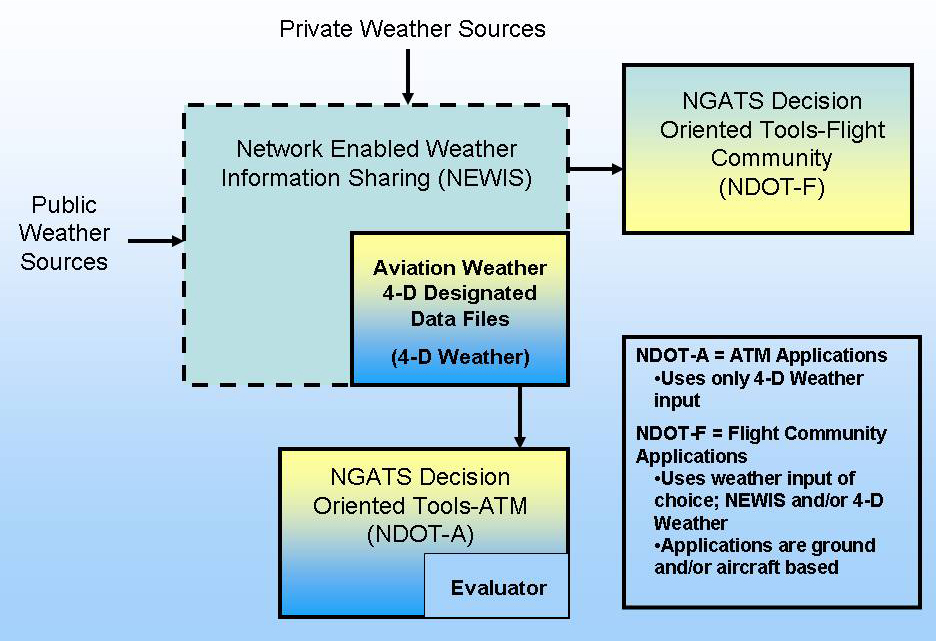 Private Weather Sources
Network Enabled Weather
Information Sharing (NEWIS)
NGATS Decision
Oriented Tools-Flight
Community
(NDOT-F)
Public
Weather
Sources
Aviation Weather
4-D Designated
Data Files
(4-D Weather)
NDOT-A = ATM Applications
•Uses only 4-D Weather
input
NDOT-F = Flight Community
Applications
•Uses weather input of
choice; NEWIS and/or 4-D
Weather
•Applications are ground
and/or aircraft based
NGATS Decision
Oriented Tools-ATM
(NDOT-A)
Evaluator